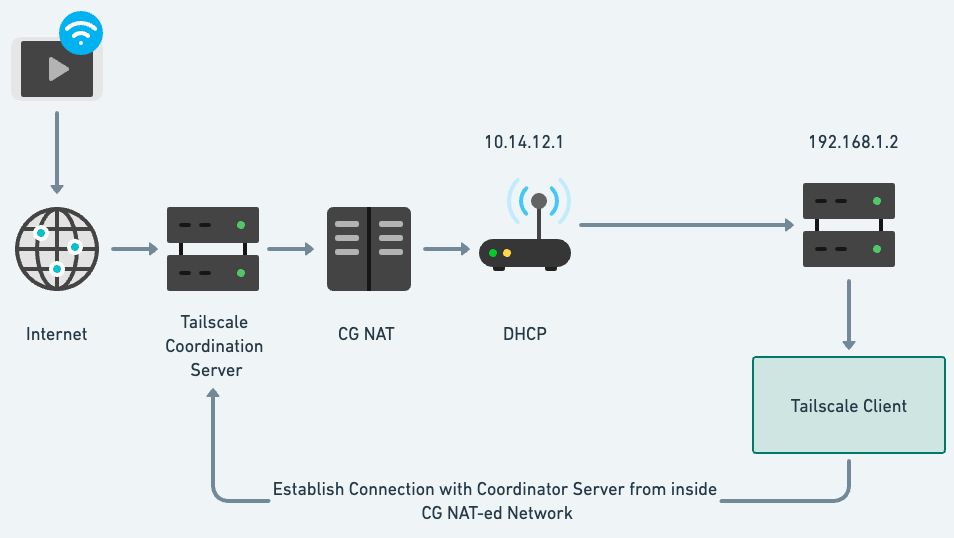 10.14.12.1
192.168.1.2
Internet
Tailscale
Coordination
Server
CG NAT
DHCP
Tailscale Client
Establish Connection with Coordinator Server from inside
CG NAT-ed Network